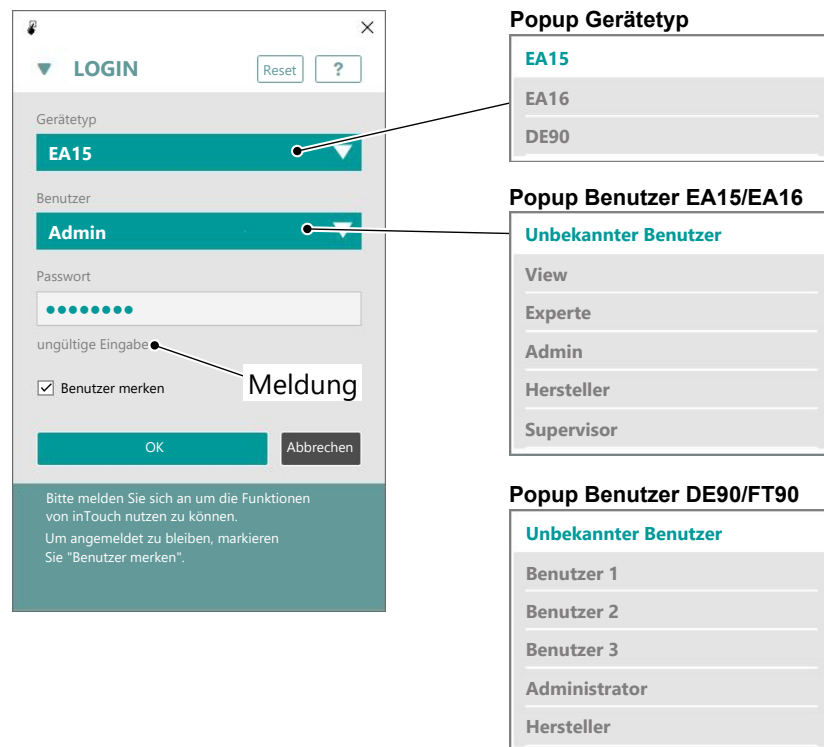 LOGIN
Reset
?
Gerätetyp
EA15
Benutzer
Admin
Passwort
ungültige Eingabe
Meldung
Benutzer merken
OK
Abbrechen
Bitte melden Sie sich an um die Funktionen
von inTouch nutzen zu können.
Um angemeldet zu bleiben, markieren
Sie "Benutzer merken".
Popup Gerätetyp
EA15
EA16
DE90
Popup Benutzer EA15/EA16
Unbekannter Benutzer
View
Experte
Admin
Hersteller
Supervisor
Popup Benutzer DE90/FT90
Unbekannter Benutzer
Benutzer 1
Benutzer 2
Benutzer 3
Administrator
Hersteller